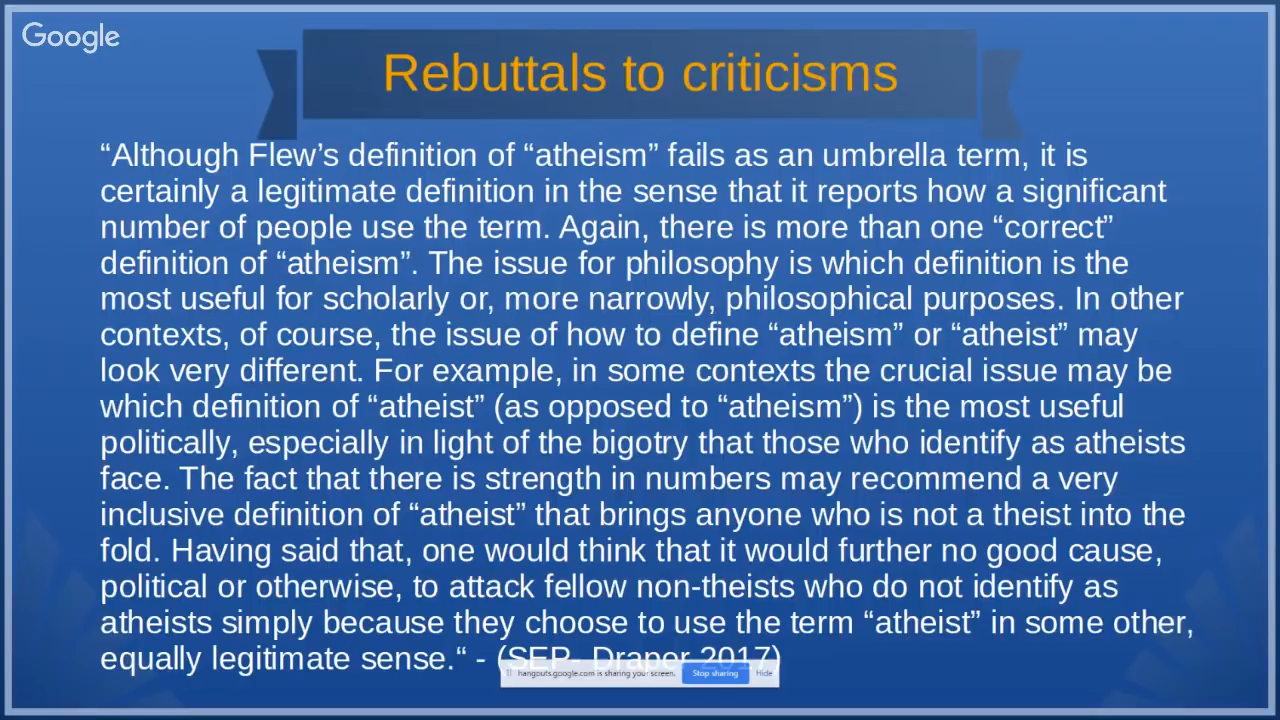 Google
Rebuttals to criticisms
“Although Flew’s definition of “atheism” fails as an umbrella term, it is
certainly a legitimate definition in the sense that it reports how a significant
number of people use the term. Again, there is more than one “correct”
definition of “atheism”. The issue for philosophy is which definition is the
most useful for scholarly or, more narrowly, philosophical purposes. In other
contexts, of course, the issue of how to define “atheism” or “atheist” may
look very different. For example, in some contexts the crucial issue may be
which definition of “atheist” (as opposed to “atheism”) is the most useful
politically, especially in light of the bigotry that those who identify as atheists
face. The fact that there is strength in numbers may recommend a very
inclusive definition of “atheist” that brings anyone who is not a theist into the
fold. Having said that, one would think that it would further no good cause,
political or otherwise, to attack fellow non-theists who do not identify as
atheists simply because they choose to use the term “atheist” in some other,
equally legitimate sense.“ - (SEP- Draper 2017)
hangouts.google.com is sharing your screen. Stop sharing Hide